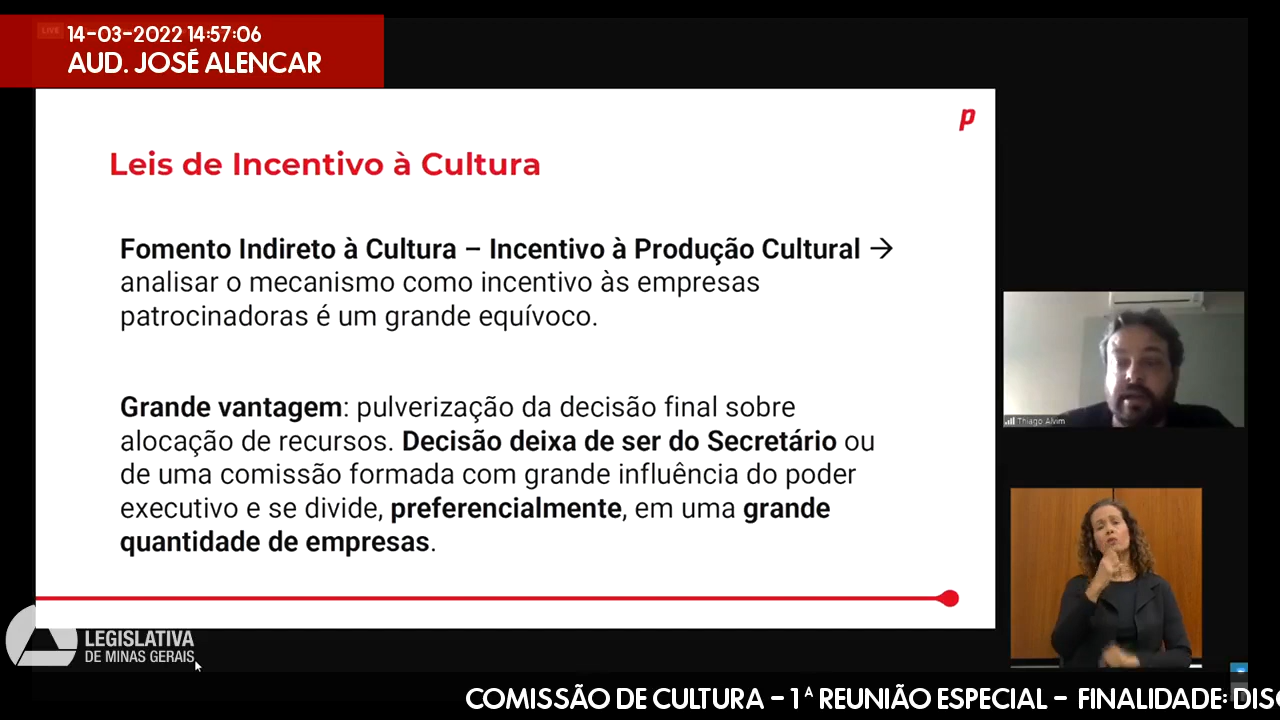 LIVE
14-03-2022 14:57:06
AUD. JOSÉ ALENCAR
p
Leis de Incentivo à Cultura
Fomento Indireto à Cultura – Incentivo à Produção Cultural →
analisar o mecanismo como incentivo às empresas
patrocinadoras é um grande equívoco.
Grande vantagem: pulverização da decisão final sobre
alocação de recursos. Decisão deixa de ser do Secretário ou
de uma comissão formada com grande influência do poder
executivo e se divide, preferencialmente, em uma grande
quantidade de empresas.
Thiago Alvim
LEGISLATIVA
DE MINAS GERAIS
COMISSÃO DE CULTURA - 1ª REUNIÃO ESPECIAL - FINALIDADE: DISC